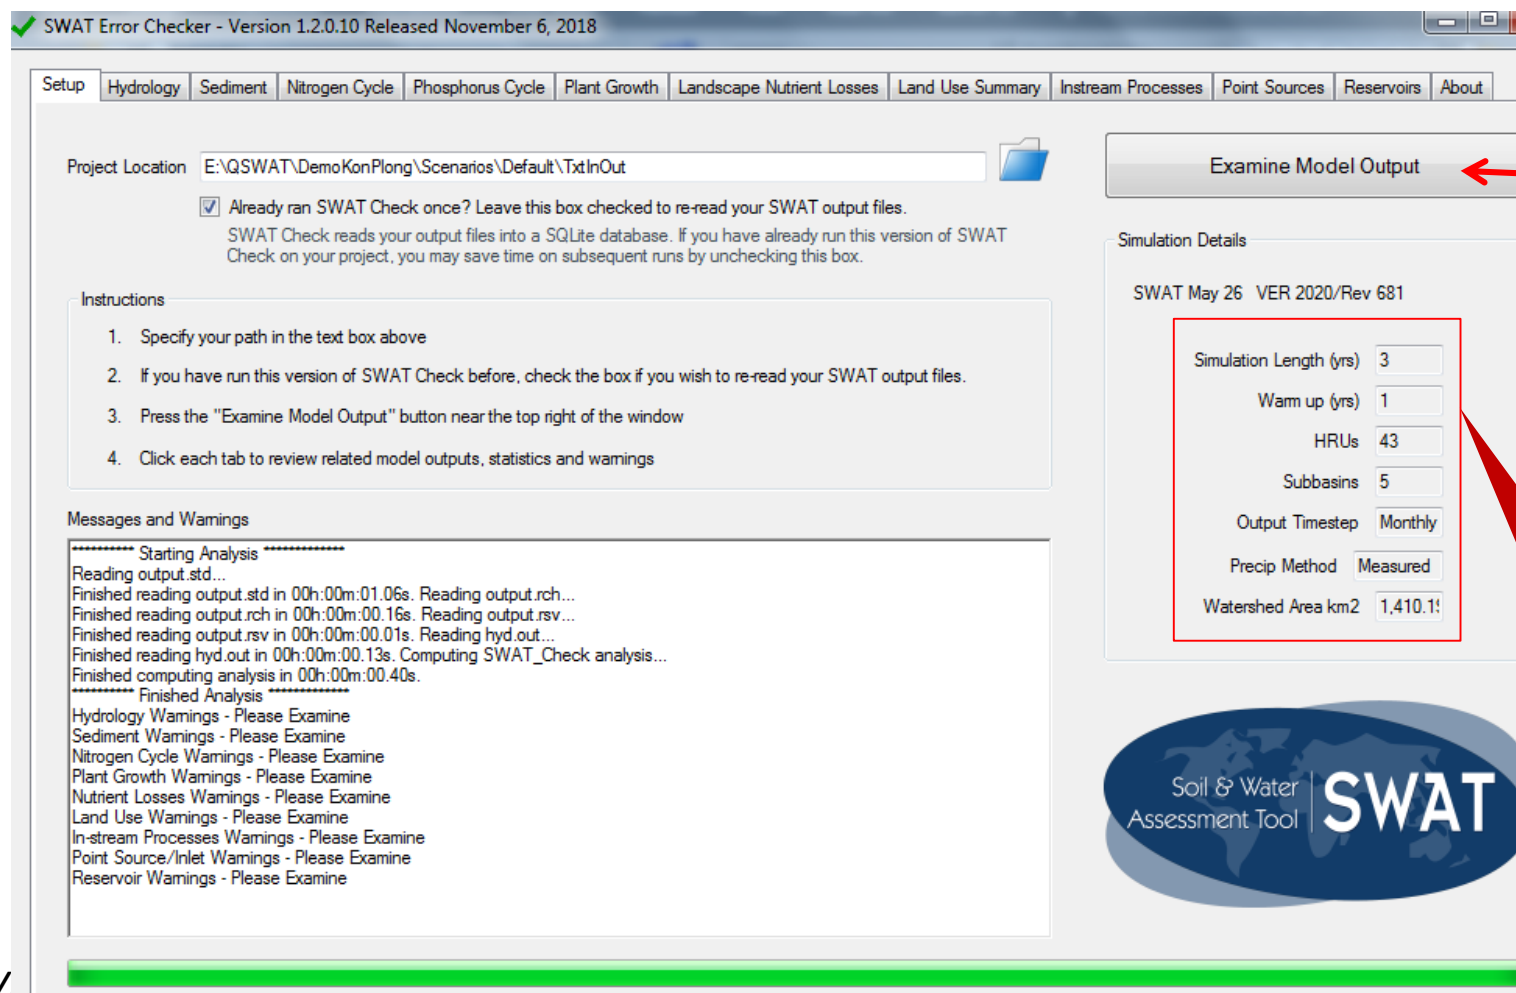 SWAT Error Checker - Version 1.2.0.10 Released November 6, 2018
Setup Hydrology Sediment Nitrogen Cycle Phosphorus Cycle Plant Growth Landscape Nutrient Losses Land Use Summary Instream Processes Point Sources Reservoirs About
Project Location E:\QSWAT\DemoKonPlong\Scenarios\Default\TxtInOut
Already ran SWAT Check once? Leave this box checked to re-read your SWAT output files.
SWAT Check reads your output files into a SQLite database. If you have already run this version of SWAT
Check on your project, you may save time on subsequent runs by unchecking this box.
Instructions
1. Specify your path in the text box above
2. If you have run this version of SWAT Check before, check the box if you wish to re-read your SWAT output files.
3. Press the "Examine Model Output" button near the top right of the window
4. Click each tab to review related model outputs, statistics and warnings
Messages and Warnings
********** Starting Analysis *************
Reading output.std...
Finished reading output.std in 00h:00m:01.06s. Reading output.rch...
Finished reading output.rch in 00h:00m:00.16s. Reading output.rsv...
Finished reading output.rsv in 00h:00m:00.01s. Reading hyd.out...
Finished reading hyd.out in 00h:00m:00.13s. Computing SWAT_Check analysis...
Finished computing analysis in 00h:00m:00.40s.
********** Finished Analysis *************
Hydrology Warnings - Please Examine
Sediment Warnings - Please Examine
Nitrogen Cycle Warnings - Please Examine
Plant Growth Warnings - Please Examine
Nutrient Losses Warnings - Please Examine
Land Use Warnings - Please Examine
In-stream Processes Warnings - Please Examine
Point Source/Inlet Warnings - Please Examine
Reservoir Warnings - Please Examine
Examine Model Output
Simulation Details
SWAT May 26 VER 2020/Rev 681
Simulation Length (yrs) 3
Warm up (yrs) 1
HRUs 43
Subbasins 5
Output Timestep Monthly
Precip Method Measured
Watershed Area km2 1,410.1
Soil & Water
Assessment Tool
SWAT